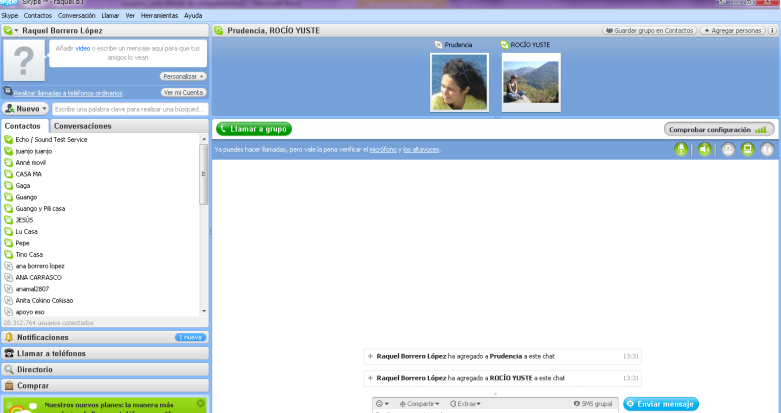 Skype™ - raquel.b.l
Skype Contactos Conversación Llamar Ver Herramientas Ayuda
Raquel Borrero López
Añadir video o escribe un mensaje aquí para que tus
amigos lo vean
Personalizar
Realizar llamadas a teléfonos ordinarios
Ver mi Cuenta
Nuevo
Escribe una palabra clave para realizar una búsqued...
Contactos Conversaciones
Echo / Sound Test Service
juanjo juanjo
Anné movil
CASA MA
Gaga
Guango
Guango y Pili casa
JESÚS
Lu Casa
Pepe
Tino Casa
ana borrero lopez
ANA CARRASCO
anamal2807
Anita Cokino Cokisao
apoyo eso
28.312.764 usuarios conectados
Notificaciones
1 nueva
Llamar a teléfonos
Directorio
Comprar
Nuestros nuevos planes: la manera más
Prudencia, ROCÍO YUSTE
Guardar grupo en Contactos
+ Agregar personas
Prudencia
ROCÍO YUSTE
Llamar a grupo
Comprobar configuración
Ya puedes hacer llamadas, pero vale la pena verificar el micrófono y los altavoces.
+ Raquel Borrero López ha agregado a Prudencia a este chat 13:31
+ Raquel Borrero López ha agregado a ROCÍO YUSTE a este chat 13:31
Compartir Extras SMS grupal
Enviar mensaje